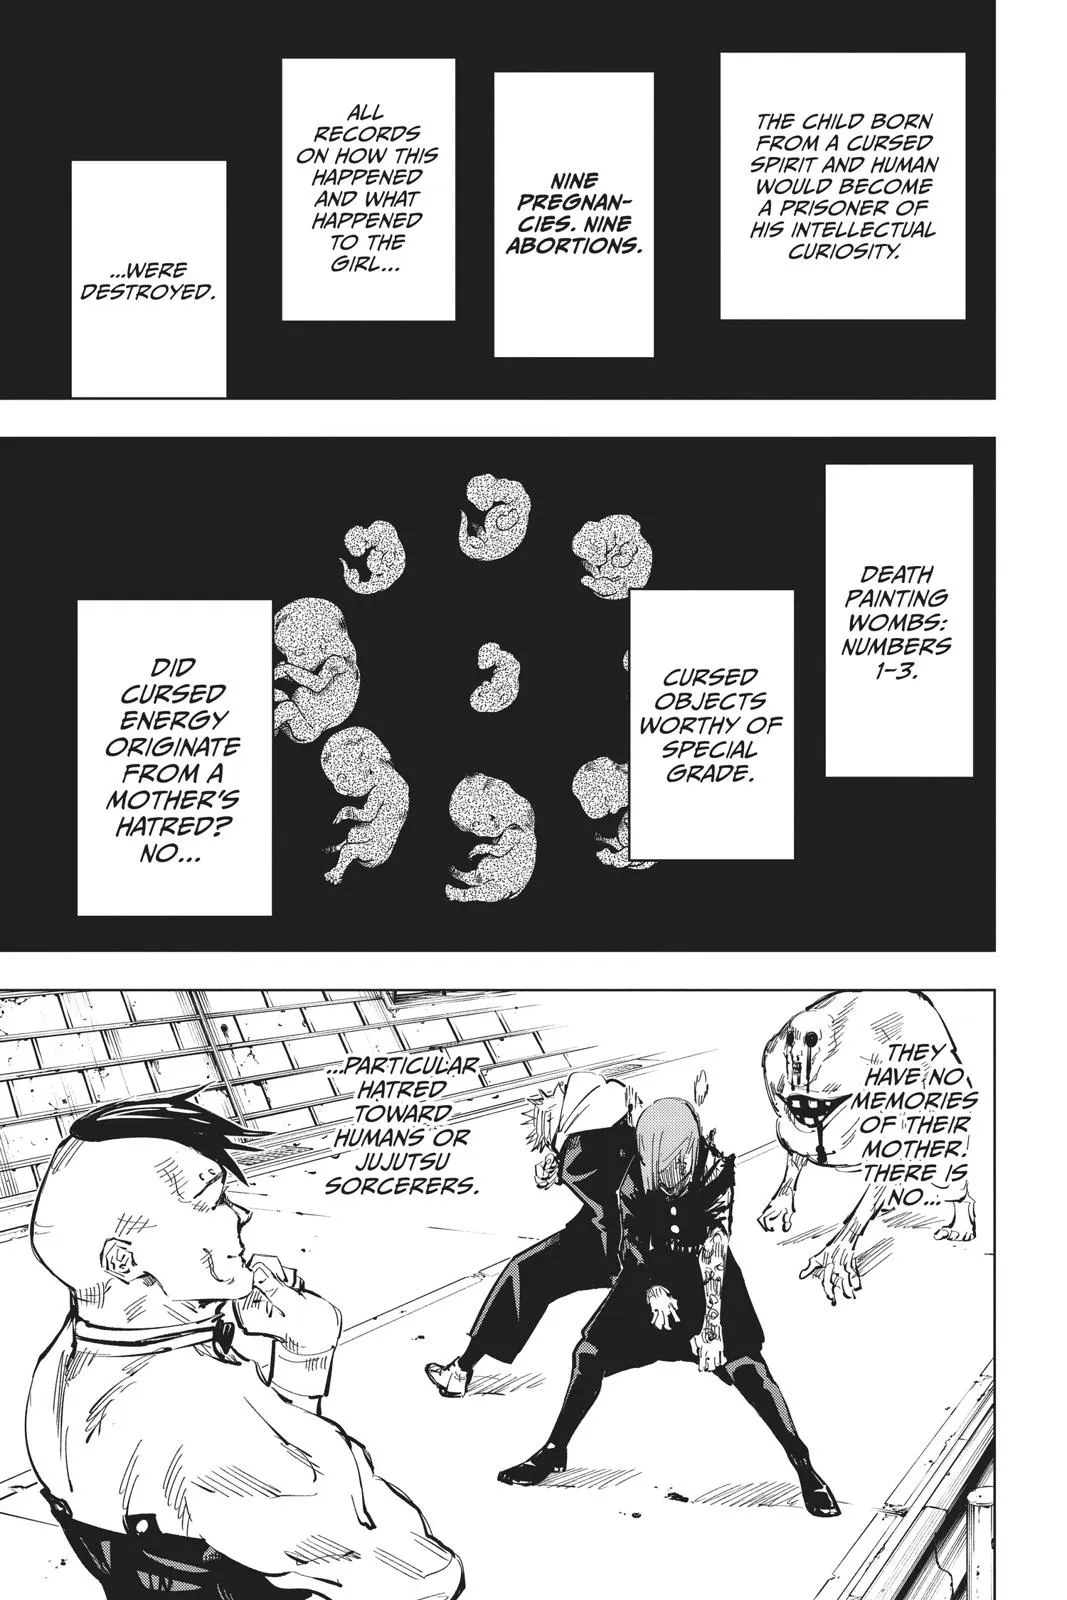 THE CHILD BORN
FROM A CURSED
SPIRIT AND HUMAN
WOULD BECOME
A PRISONER OF
HIS INTELLECTUAL
CURIOSITY.
NINE
PREGNAN-
CIES. NINE
ABORTIONS.
ALL
RECORDS
ON HOW THIS
HAPPENED
AND WHAT
HAPPENED
TO THE
GIRL...
...WERE
DESTROYED.
DEATH
PAINTING
WOMBS:
NUMBERS
1-3.
CURSED
OBJECTS
WORTHY OF
SPECIAL
GRADE.
DID
CURSED
ENERGY
ORIGINATE
FROM A
MOTHER'S
HATRED?
NO...
THEY
HAVE NO
MEMORIES
OF THEIR
MOTHER.
THERE IS
NO...
...PARTICULAR
HATRED
TOWARD
HUMANS OR
JUJUTSU
SORCERERS.